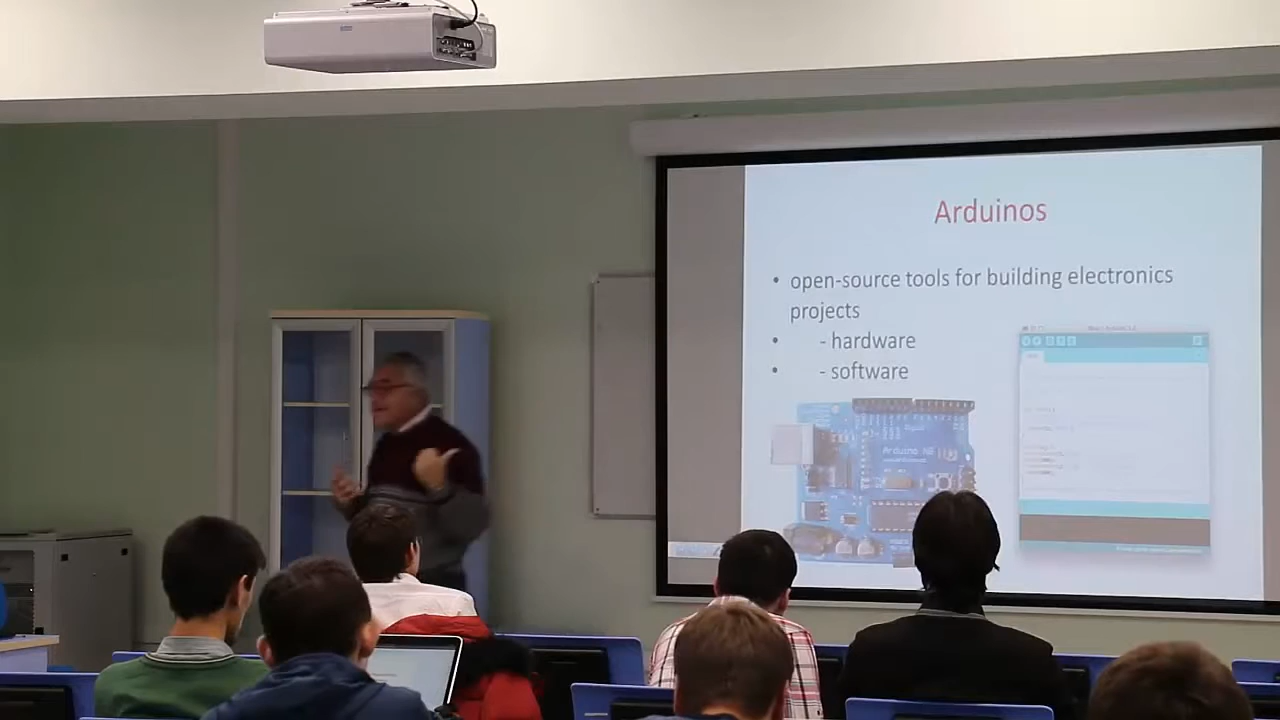 Arduinos
• open-source tools for building electronics
projects
• - hardware
• - software
Arduino